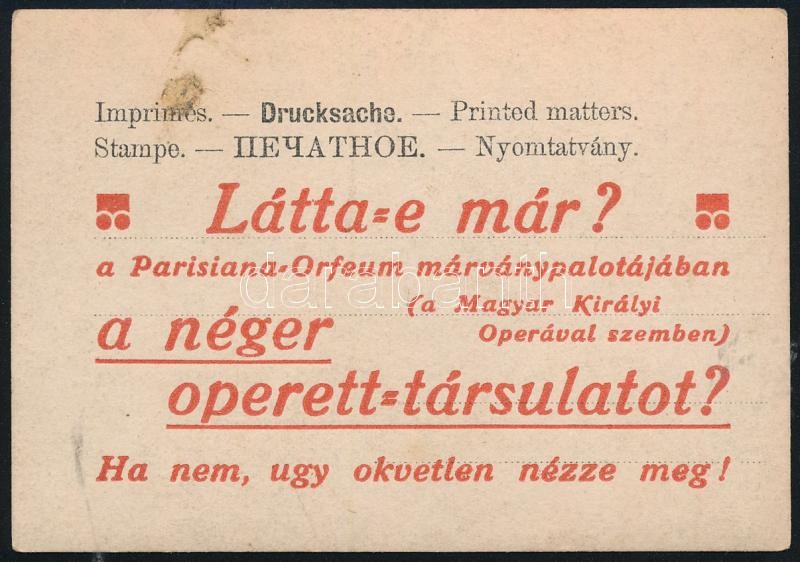 Imprimés. — Drucksache. — Printed matters.
Stampe. — ПЕЧАТНОЕ. — Nyomtatvány.
Látta=e már?
a Parisiana-Orfeum márványpalotájában
(a Magyar Királyi
Operával szemben)
a néger
operett=társulatot?
Ha nem, ugy okvetlen nézze meg!
darabanth